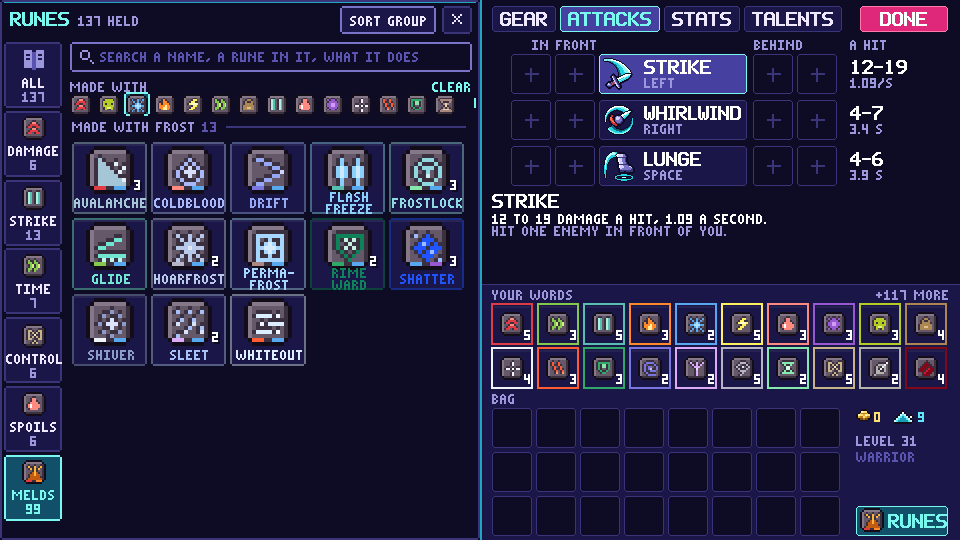 RUNES 137 HELD
SORT GROUP
×
SEARCH A NAME, A RUNE IN IT, WHAT IT DOES
ALL
137
DAMAGE
6
STRIKE
13
TIME
7
CONTROL
6
SPOILS
6
MELDS
99
MADE WITH
CLEAR
MADE WITH FROST 13
AVALANCHE 3
COLDBLOOD
DRIFT
FLASH FREEZE
FROSTLOCK 3
GLIDE
HOARFROST 2
PERMA-FROST
RIME WARD 2
SHATTER 3
SHIVER
SLEET 2
WHITEOUT
GEAR
ATTACKS
STATS
TALENTS
DONE
IN FRONT
BEHIND
A HIT
STRIKE
LEFT
12-19
1.09/S
WHIRLWIND
RIGHT
4-7
3.4 S
LUNGE
SPACE
4-6
3.9 S
STRIKE
12 TO 19 DAMAGE A HIT, 1.09 A SECOND.
HIT ONE ENEMY IN FRONT OF YOU.
YOUR WORDS
+117 MORE
5 3 5 3 2 5 3 3 3 4
4 3 3 2 2 5 2 5 2 4
BAG
0
9
LEVEL 31
WARRIOR
RUNES